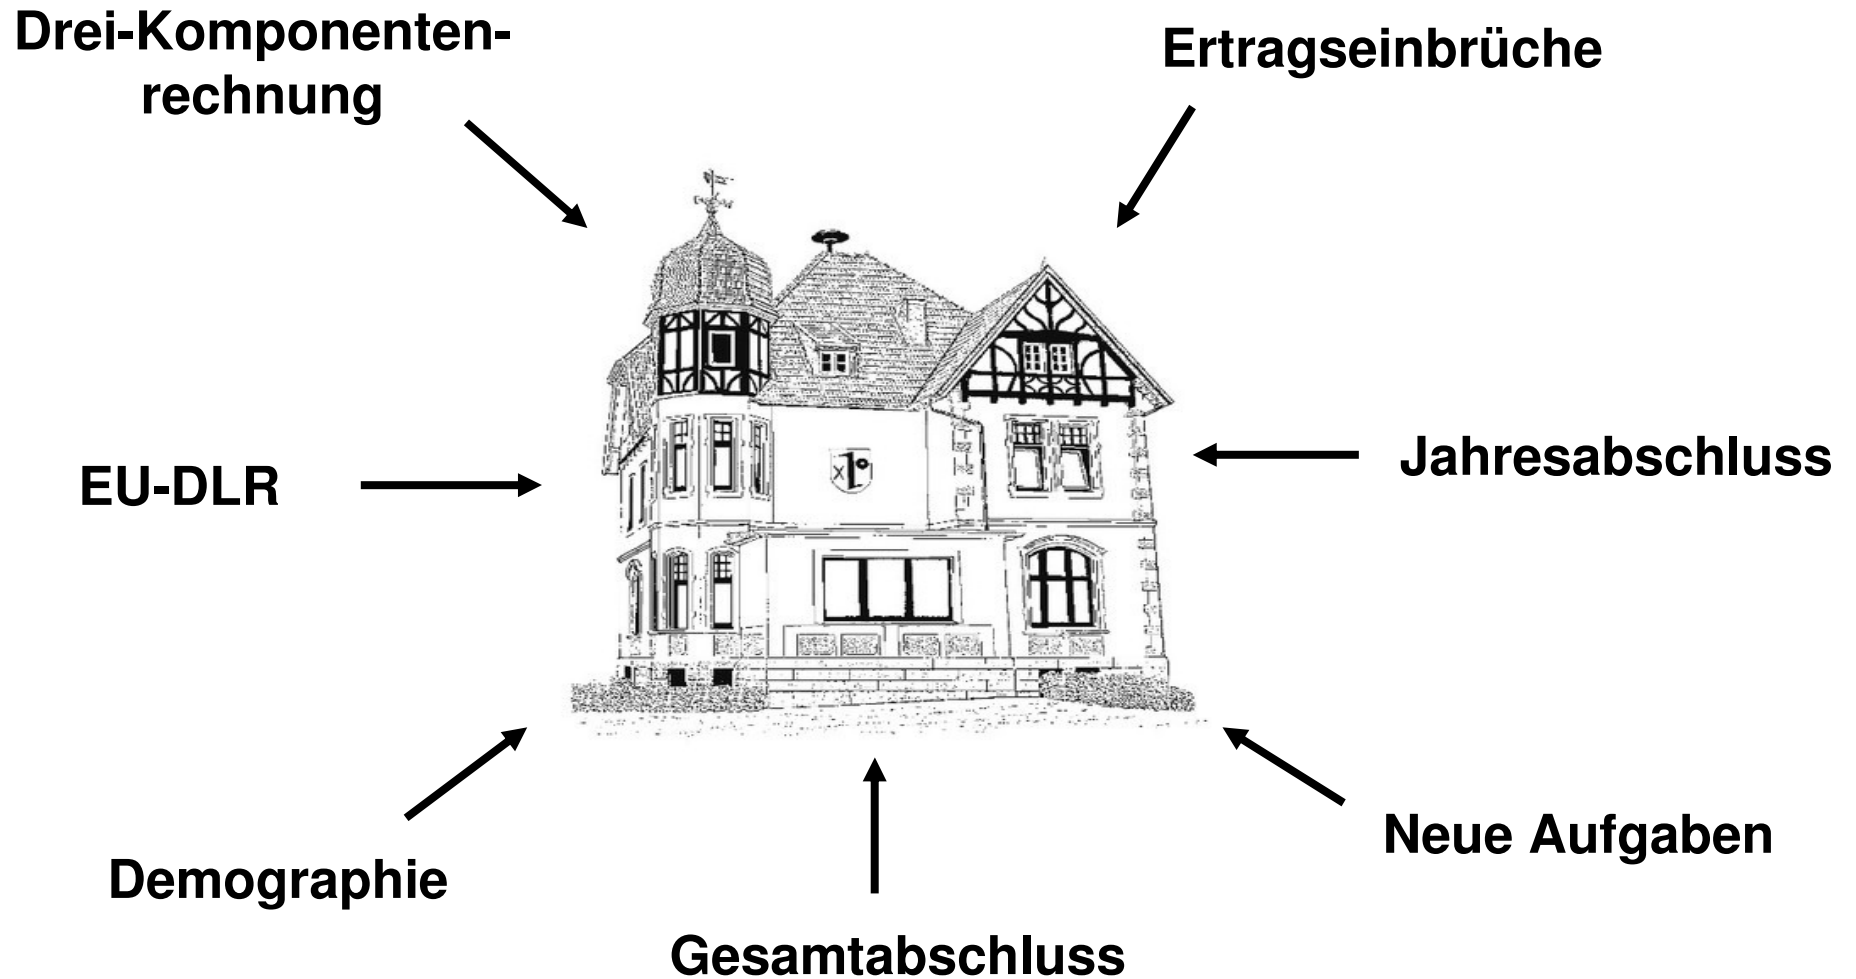 Drei-Komponenten-
rechnung
Ertragseinbrüche
EU-DLR
Jahresabschluss
Demographie
Neue Aufgaben
Gesamtabschluss